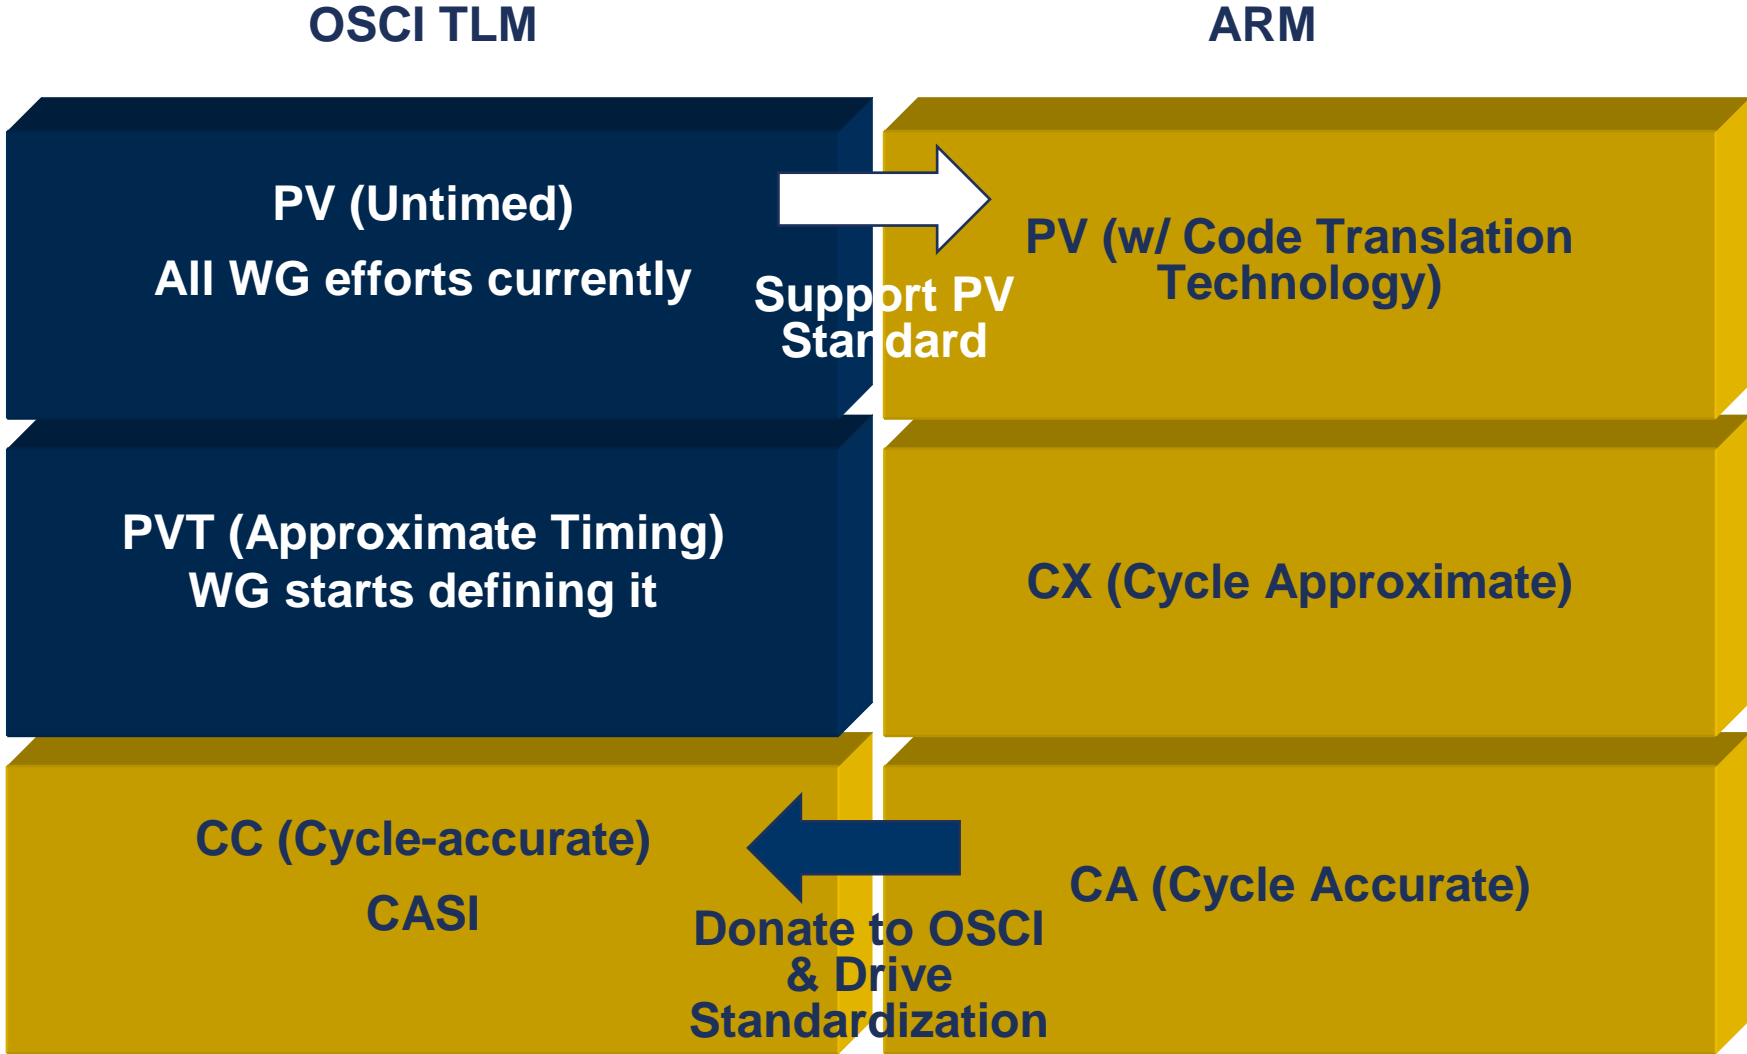 OSCI TLM
ARM
PV (Untimed)
All WG efforts currently
Support PV
Standard
PV (w/ Code Translation
Technology)
PVT (Approximate Timing)
WG starts defining it
CX (Cycle Approximate)
CC (Cycle-accurate)
CASI
Donate to OSCI
& Drive
Standardization
CA (Cycle Accurate)